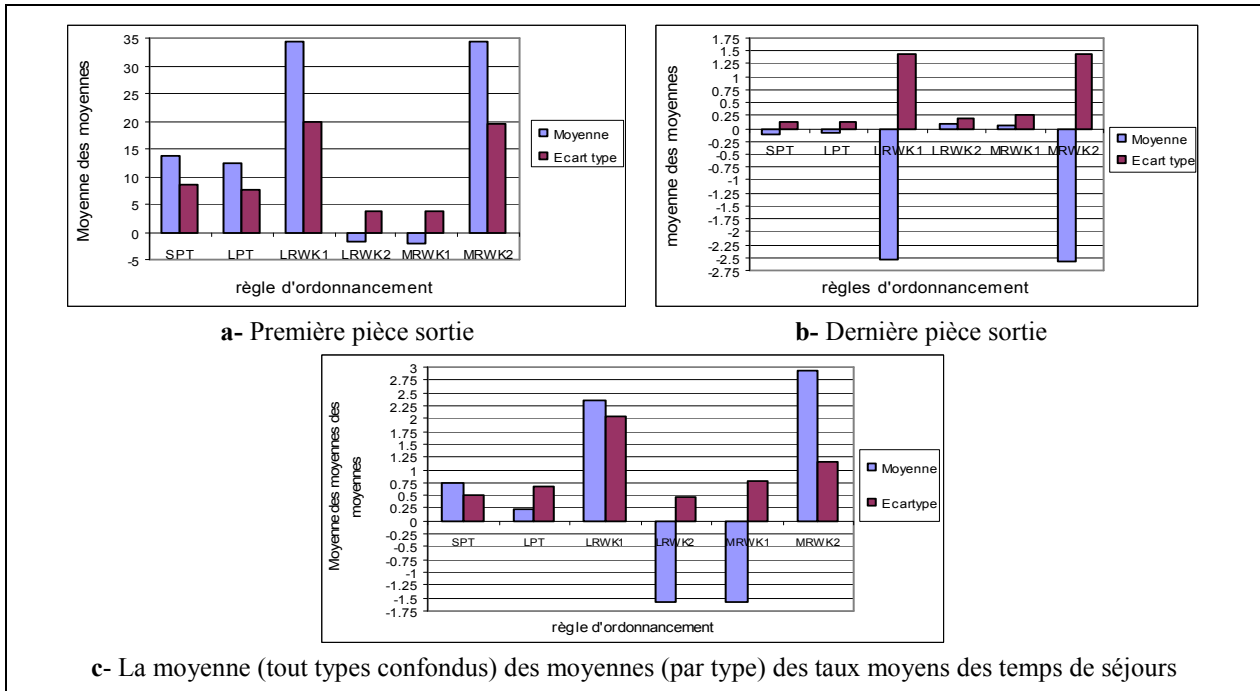 35
30
25
20
15
10
5
0
-5
Moyenne des moyennes
SPT LPT LRWK1 LRWK2 MRWK1 MRWK2
règle d'ordonnancement
Moyenne
Ecart type
a- Première pièce sortie
1.75
1.5
1.25
1
0.75
0.5
0.25
0
-0.25
-0.5
-0.75
-1
-1.25
-1.5
-1.75
-2
-2.25
-2.5
-2.75
moyenne des moyennes
SPT LPT LRWK1 LRWK2 MRWK1 MRWK2
règles d'ordonnancement
Moyenne
Ecart type
b- Dernière pièce sortie
3
2.75
2.5
2.25
2
1.75
1.5
1.25
1
0.75
0.5
0.25
0
-0.25
-0.5
-0.75
-1
-1.25
-1.5
-1.75
Moyenne des moyennes des
moyennes
SPT LPT LRWK1 LRWK2 MRWK1 MRWK2
règle d'ordonnancement
Moyenne
Ecartype
c- La moyenne (tout types confondus) des moyennes (par type) des taux moyens des temps de séjours